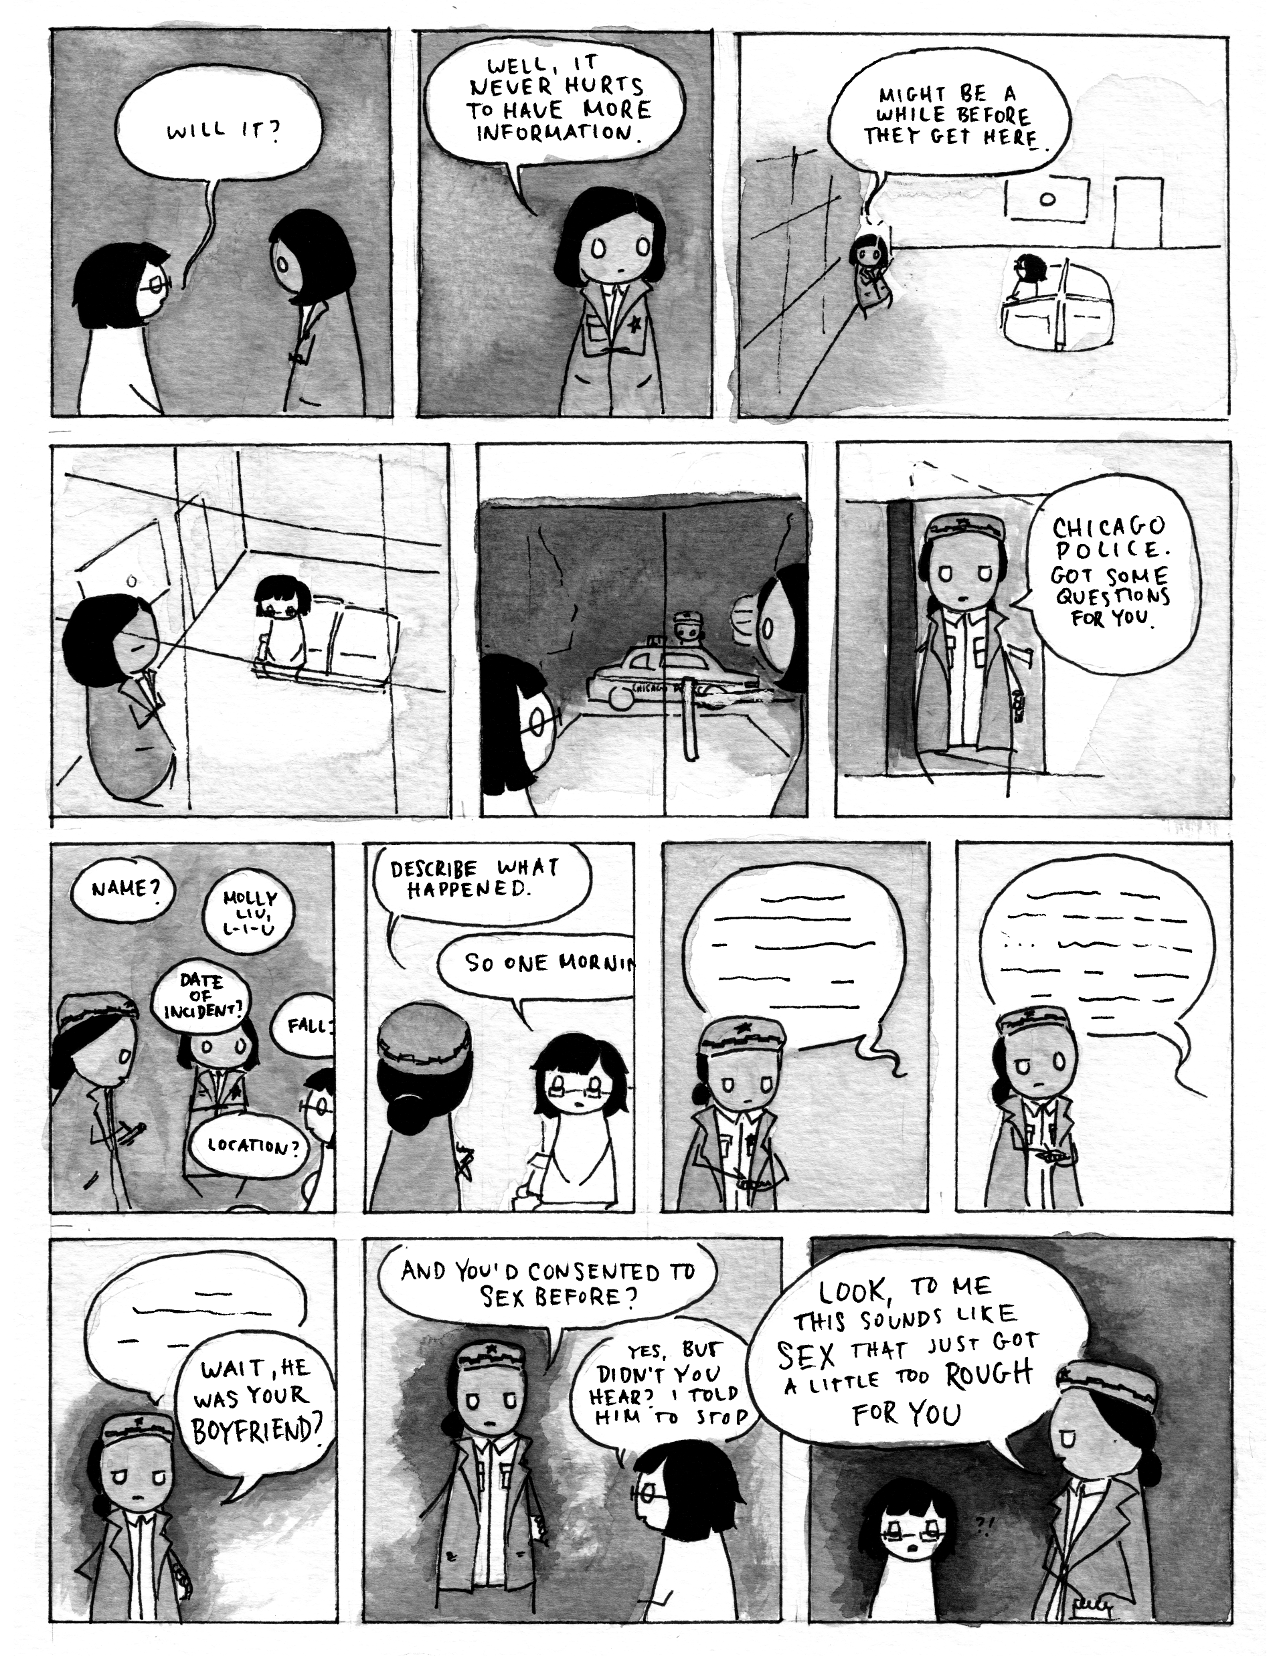 WILL IT?
WELL, IT
NEVER HURTS
TO HAVE MORE
INFORMATION.
MIGHT BE A
WHILE BEFORE
THEY GET HERE.
CHICAGO
CHICAGO
POLICE.
GOT SOME
QUESTIONS
FOR YOU.
NAME?
MOLLY
LIU,
L-I-U
DATE
OF
INCIDENT?
FALL
LOCATION?
DESCRIBE WHAT
HAPPENED.
SO ONE MORNIN
WAIT, HE
WAS YOUR
BOYFRIEND?
AND YOU'D CONSENTED TO
SEX BEFORE?
YES, BUT
DIDN'T YOU
HEAR? I TOLD
HIM TO STOP
LOOK, TO ME
THIS SOUNDS LIKE
SEX THAT JUST GOT
A LITTLE TOO ROUGH
FOR YOU
?!